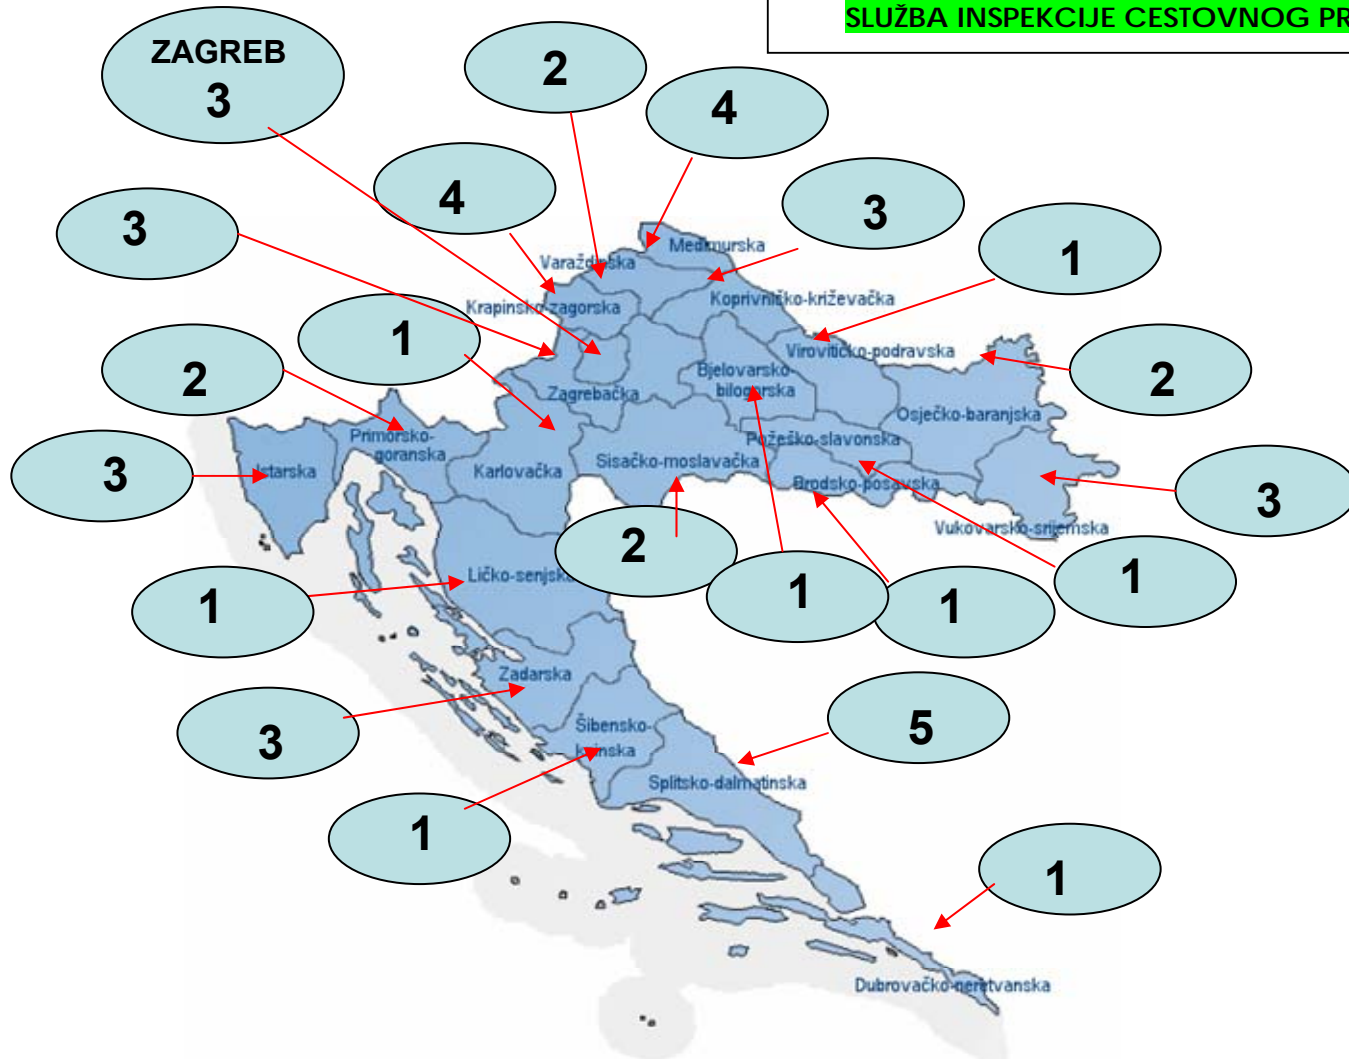 SLUŽBA INSPEKCIJE CESTOVNOG PR
ZAGREB
3
2
4
4
3
3
1
Međimurska
Varaždinska
Krapinsko-zagorska
Koprivničko-križevačka
1
Virovitičko-podravska
2
2
Bjelovarsko-
bilogorska
Zagrebačka
Osječko-baranjska
Primorsko-
goranska
Požeško-slavonska
3
Istarska
Karlovačka
Sisačko-moslavačka
Brodsko-posavska
3
Vukovarsko-srijemska
2
Ličko-senjska
1
1
1
1
Zadarska
3
Šibensko-
kninska
5
Splitsko-dalmatinska
1
1
Dubrovačko-neretvanska